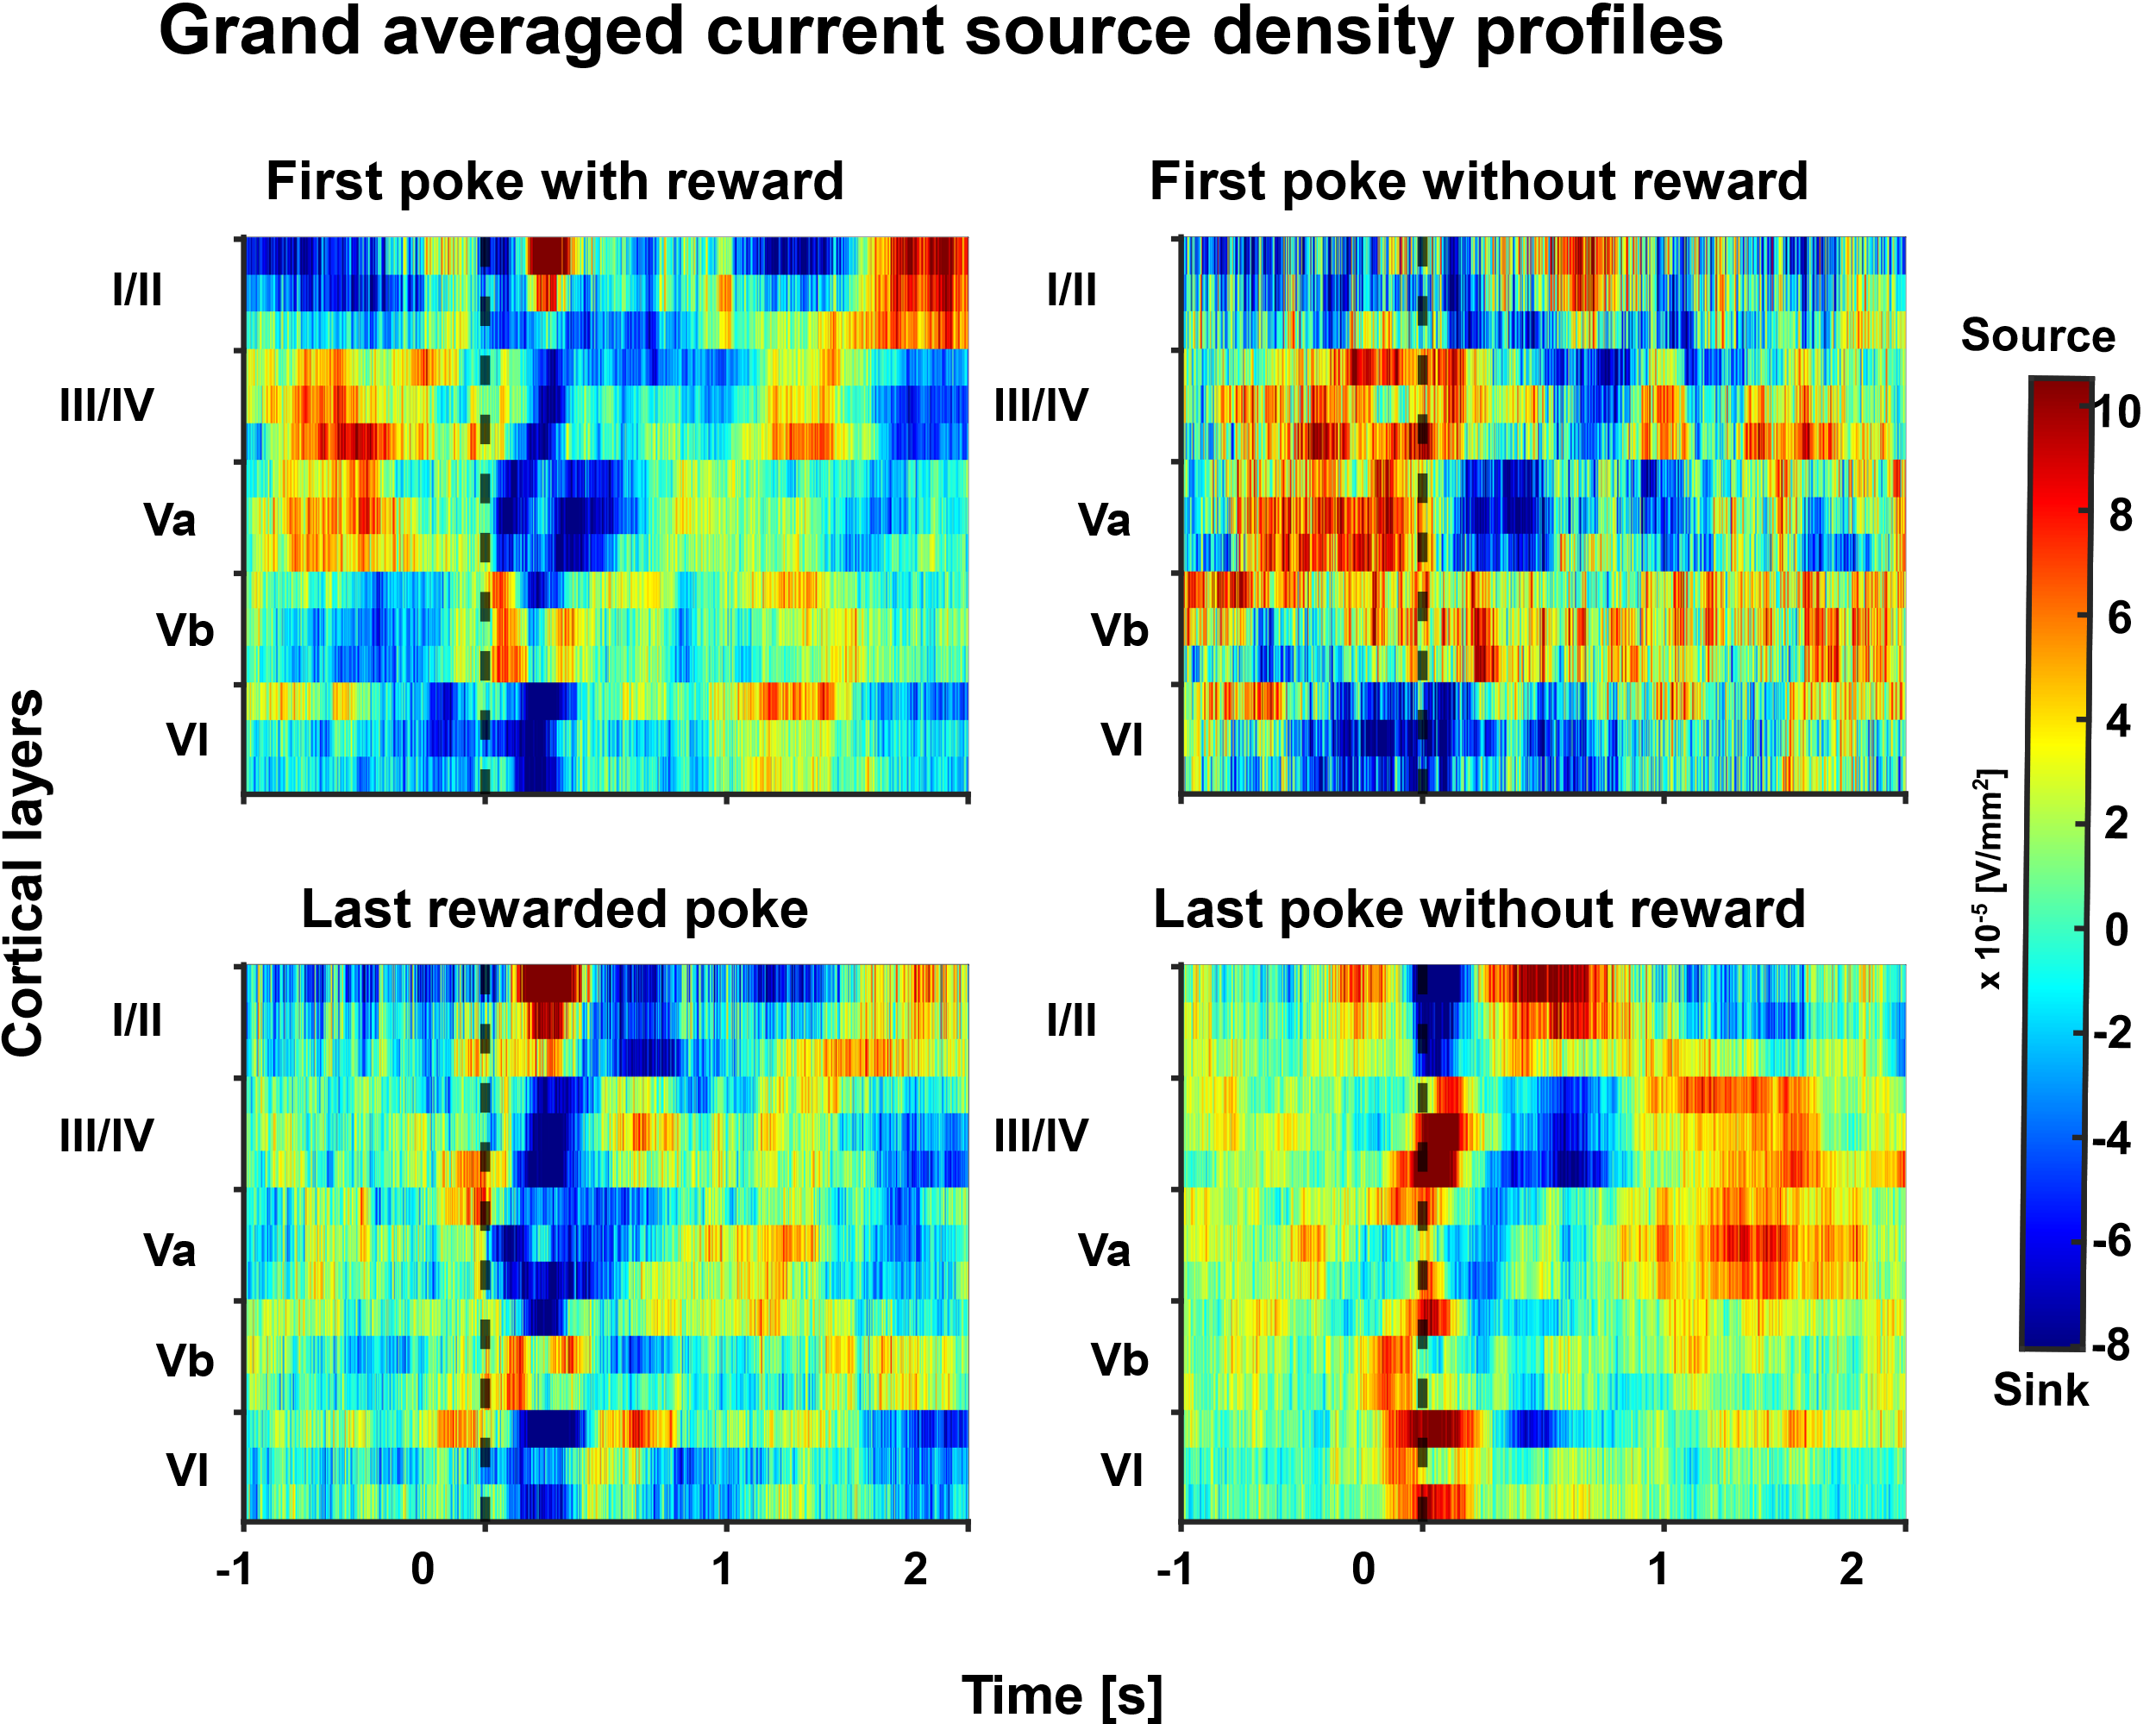 Grand averaged current source density profiles
First poke with reward
First poke without reward
I/II
III/IV
Va
Vb
VI
I/II
III/IV
Va
Vb
VI
Last rewarded poke
Last poke without reward
I/II
III/IV
Va
Vb
VI
I/II
III/IV
Va
Vb
VI
-1 0 1 2
-1 0 1 2
Cortical layers
Time [s]
Source
10
8
6
4
2
0
-2
-4
-6
-8
Sink
x 10⁻⁵ [V/mm²]